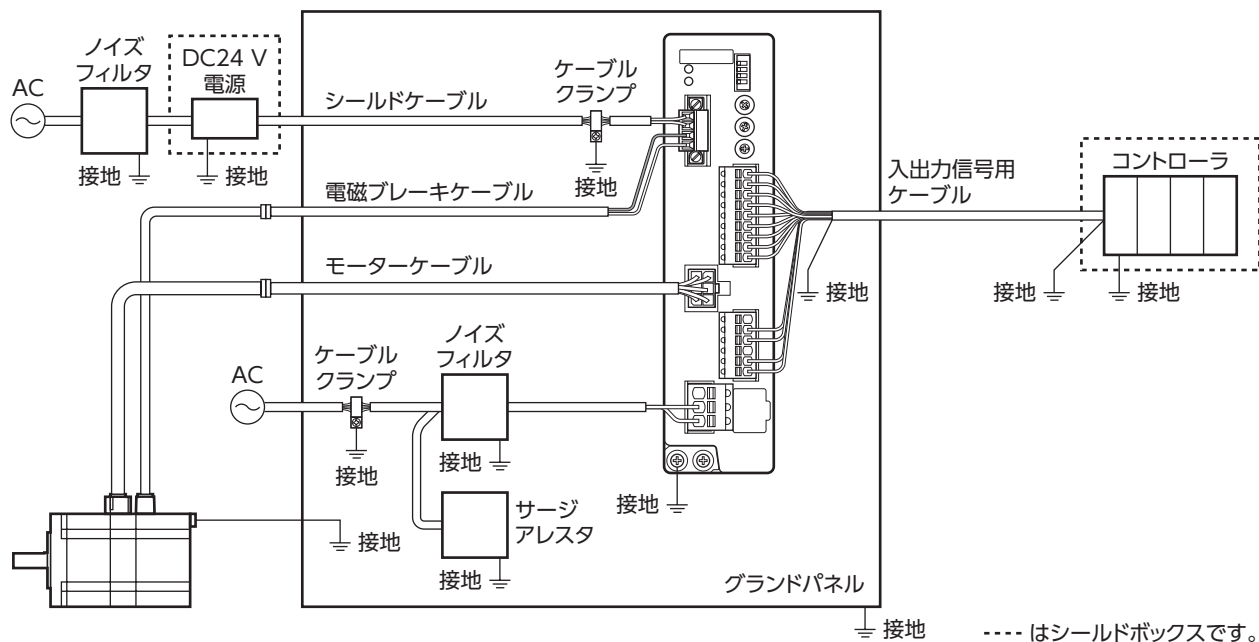 AC
ノイズ
フィルタ
DC24 V
電源
接地
接地
シールドケーブル
ケーブル
クランプ
接地
電磁ブレーキケーブル
モーターケーブル
入出力信号用
ケーブル
コントローラ
接地
接地
接地
AC
ケーブル
クランプ
接地
ノイズ
フィルタ
接地
サージ
アレスタ
接地
接地
接地
グランドパネル
接地
---- はシールドボックスです。